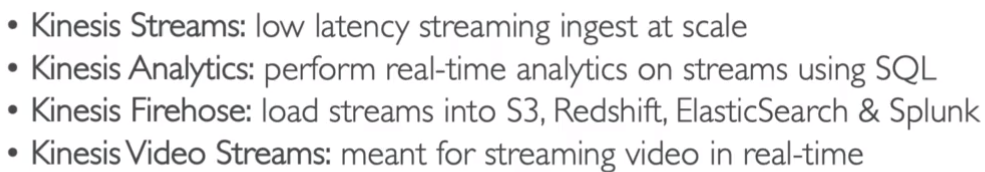 • Kinesis Streams: low latency streaming ingest at scale
• Kinesis Analytics: perform real-time analytics on streams using SQL
• Kinesis Firehose: load streams into S3, Redshift, ElasticSearch & Splunk
• Kinesis Video Streams: meant for streaming video in real-time